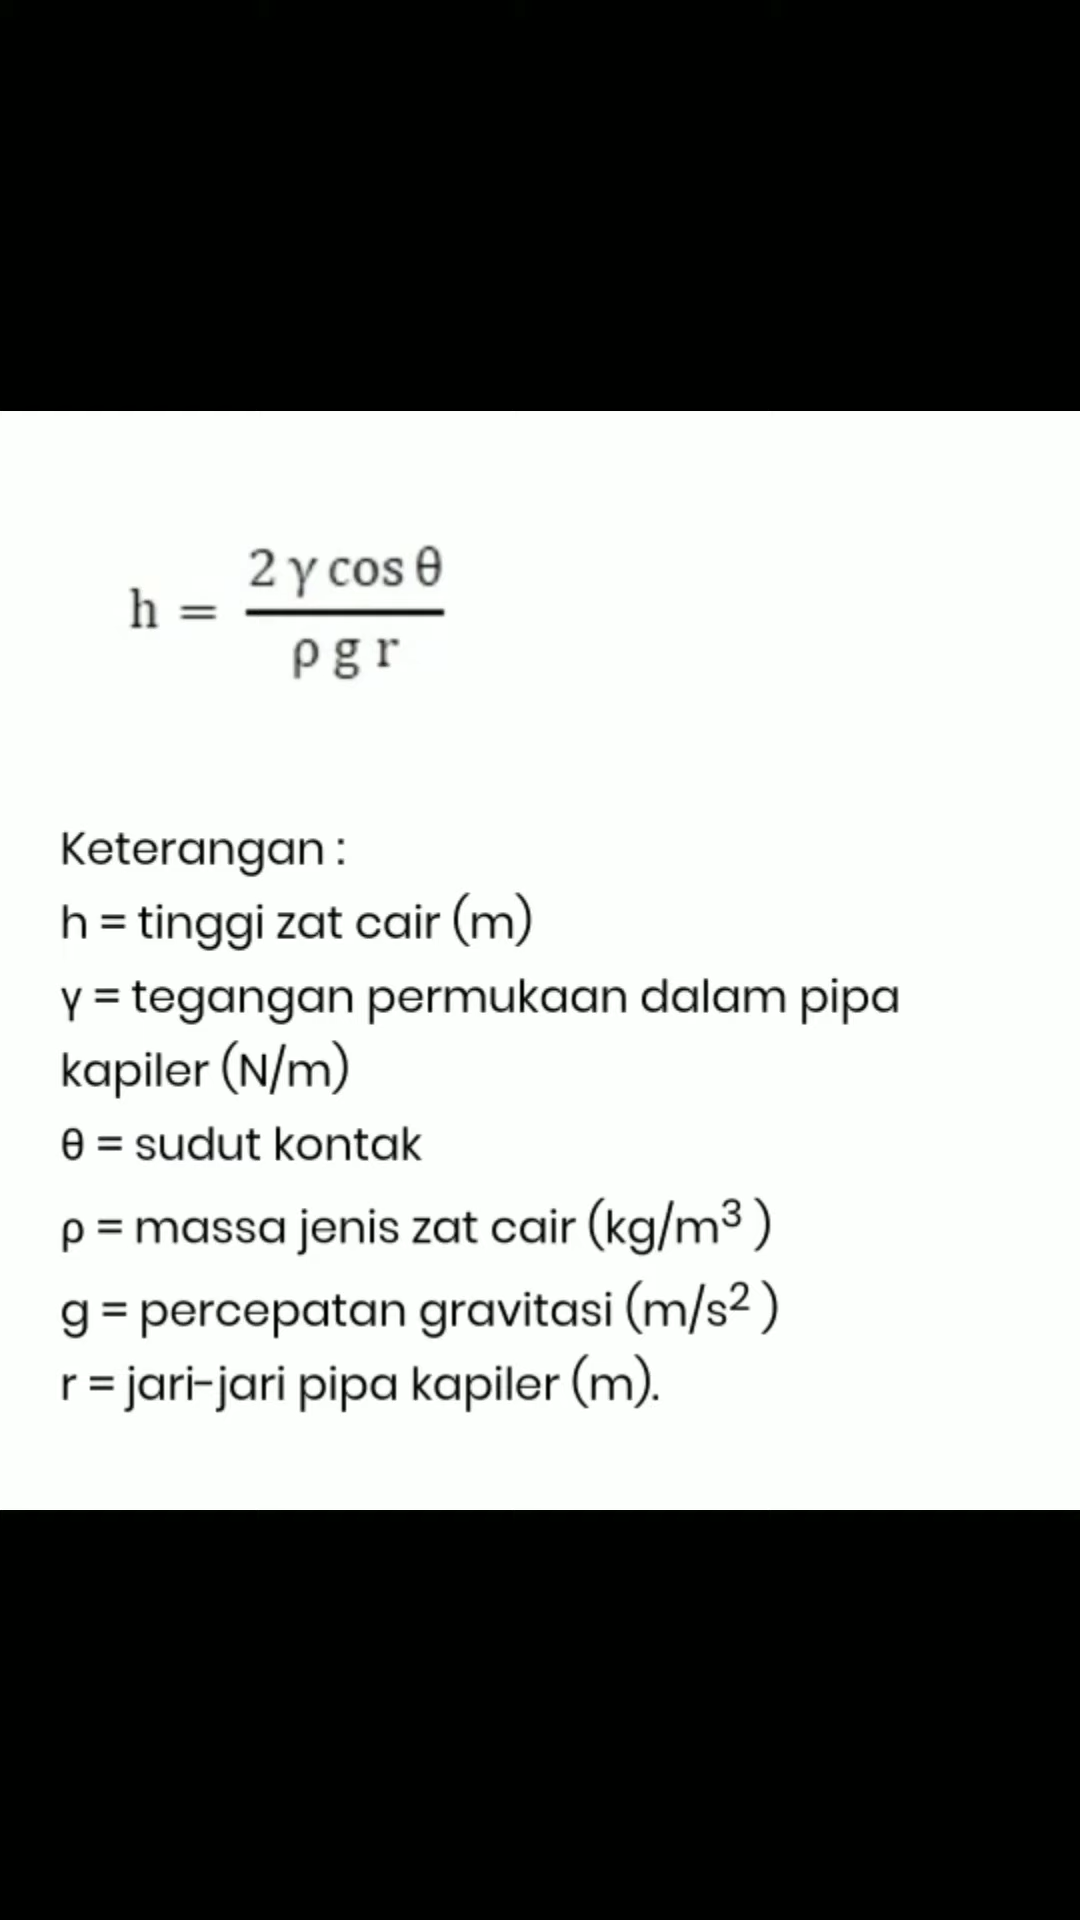 h = 2 γ cos θ / ρ g r
Keterangan :
h = tinggi zat cair (m)
γ = tegangan permukaan dalam pipa
kapiler (N/m)
θ = sudut kontak
ρ = massa jenis zat cair (kg/m³ )
g = percepatan gravitasi (m/s² )
r = jari-jari pipa kapiler (m).